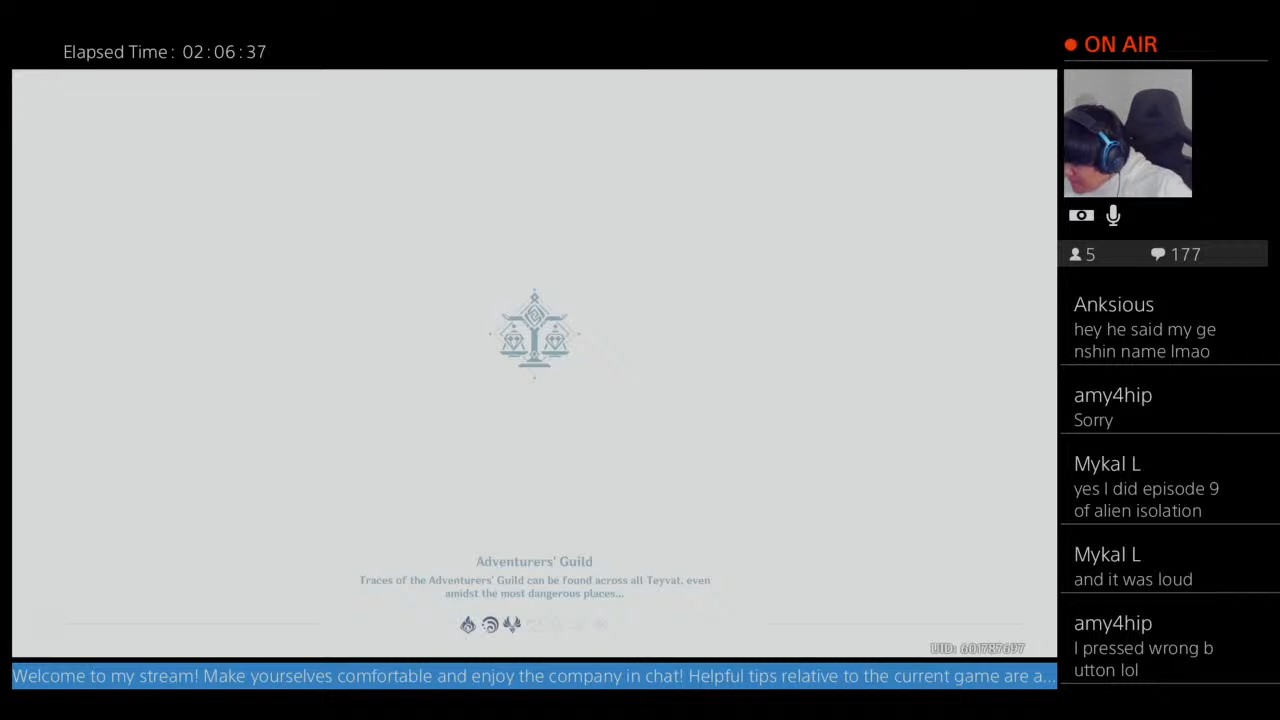 Elapsed Time: 02:06:37
ON AIR
5 177
Anksious
hey he said my ge
nshin name lmao
amy4hip
Sorry
Mykal L
yes I did episode 9
of alien isolation
Mykal L
and it was loud
amy4hip
I pressed wrong b
utton lol
Adventurers' Guild
Traces of the Adventurers' Guild can be found across all Teyvat, even
amidst the most dangerous places...
UID: 601787697
Welcome to my stream! Make yourselves comfortable and enjoy the company in chat! Helpful tips relative to the current game are a...